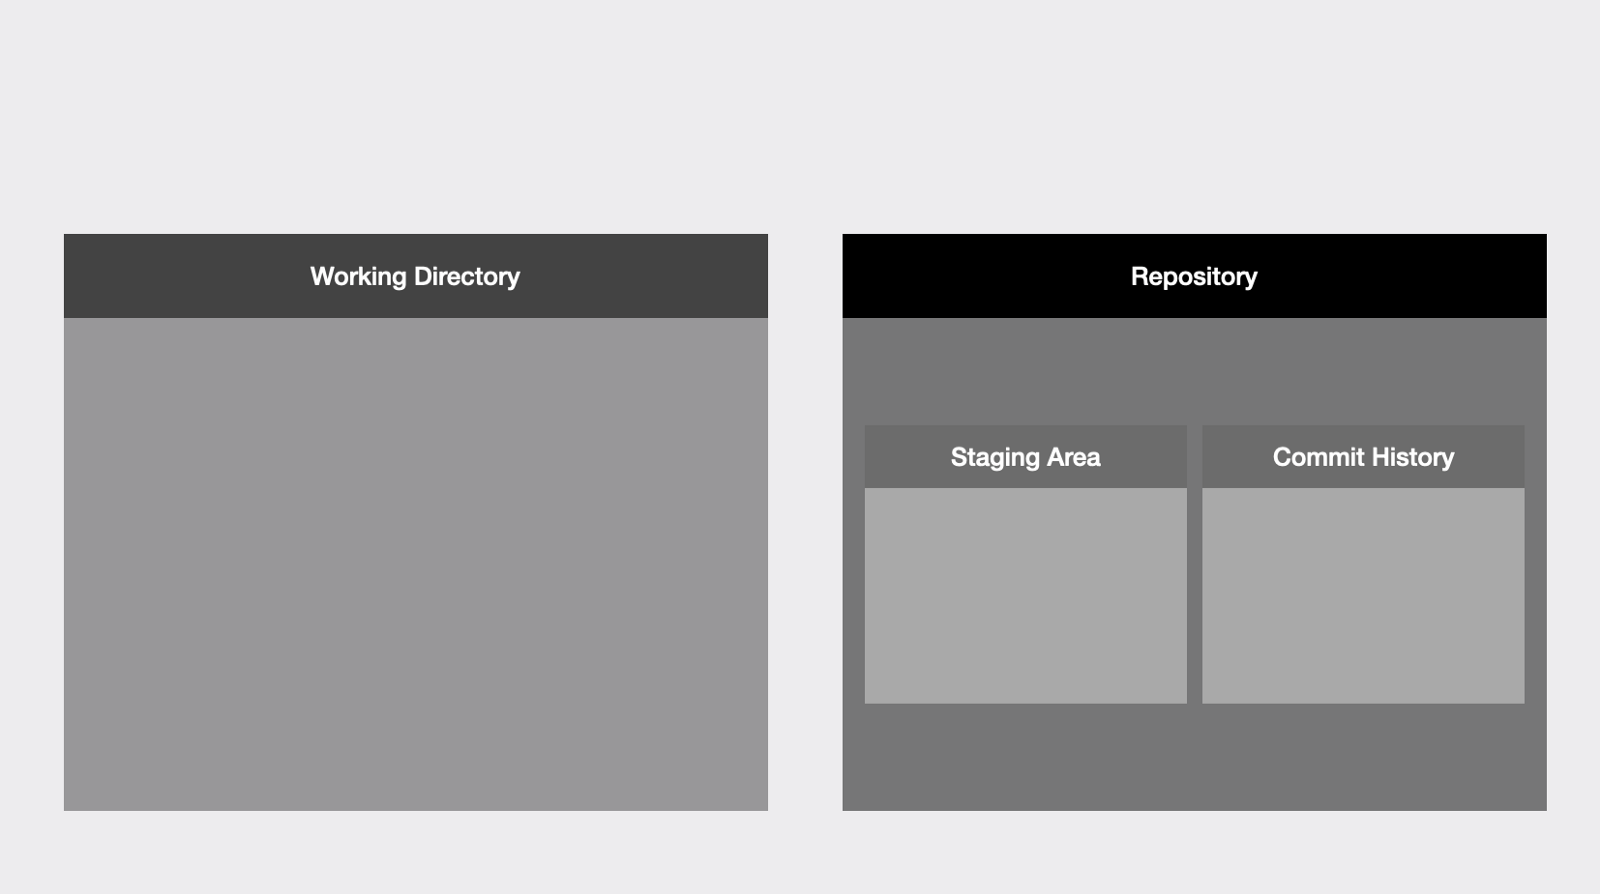 Working Directory
Repository
Staging Area
Commit History